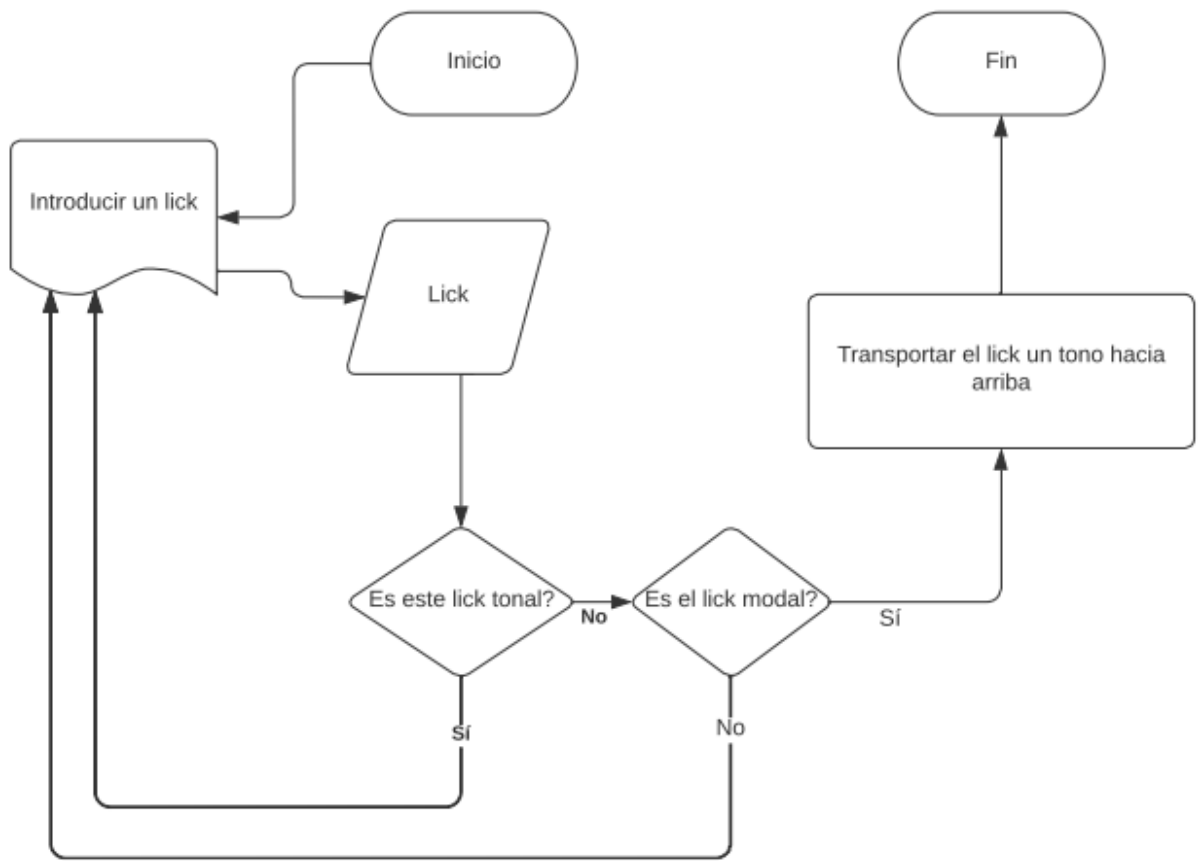 Inicio
Fin
Introducir un lick
Lick
Transportar el lick un tono hacia
arriba
Es este lick tonal?
No
Es el lick modal?
Sí
Sí
No